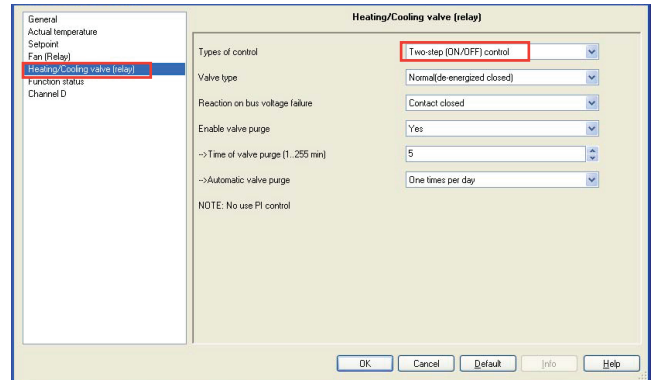 Heating/Cooling valve (relay)
General
Actual temperature
Setpoint
Fan (Relay)
Heating/Cooling valve (relay)
Function status
Channel D
Types of control
Two-step (ON/OFF) control
Valve type
Normal(de-energized closed)
Reaction on bus voltage failure
Contact closed
Enable valve purge
Yes
-->Time of valve purge (1..255 min)
5
-->Automatic valve purge
One times per day
NOTE: No use PI control
OK
Cancel
Default
Info
Help